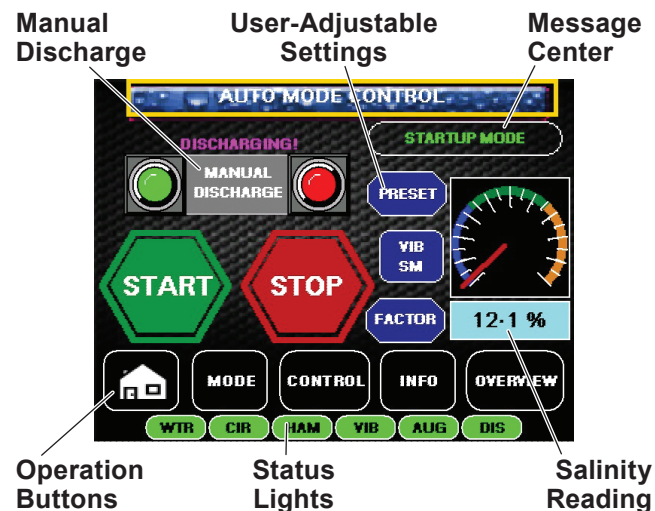 Manual
Discharge
User-Adjustable
Settings
Message
Center
AUTO MODE CONTROL
DISCHARGING!
STARTUP MODE
MANUAL
DISCHARGE
PRESET
VIB
SM
START
STOP
FACTOR
12·1 %
MODE
CONTROL
INFO
OVERVIEW
WTR
CIR
HAM
VIB
AUG
DIS
Operation
Buttons
Status
Lights
Salinity
Reading